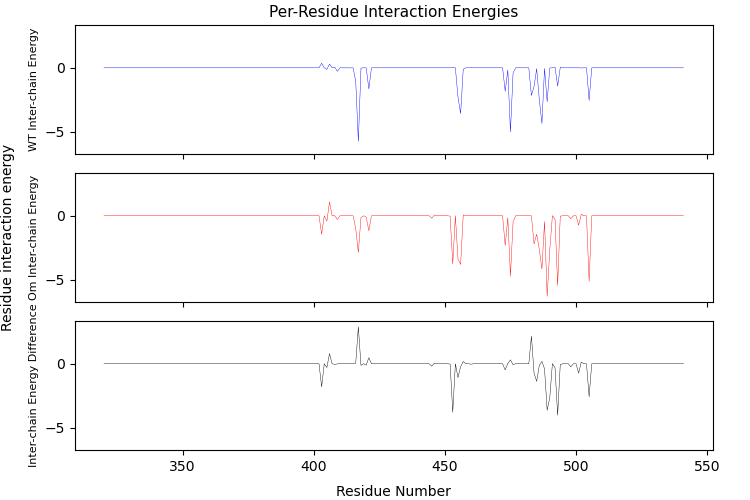 Per-Residue Interaction Energies
Residue interaction energy
WT Inter-chain Energy
0
−5
Om Inter-chain Energy
0
−5
Inter-chain Energy Difference
0
−5
350
400
450
500
550
Residue Number